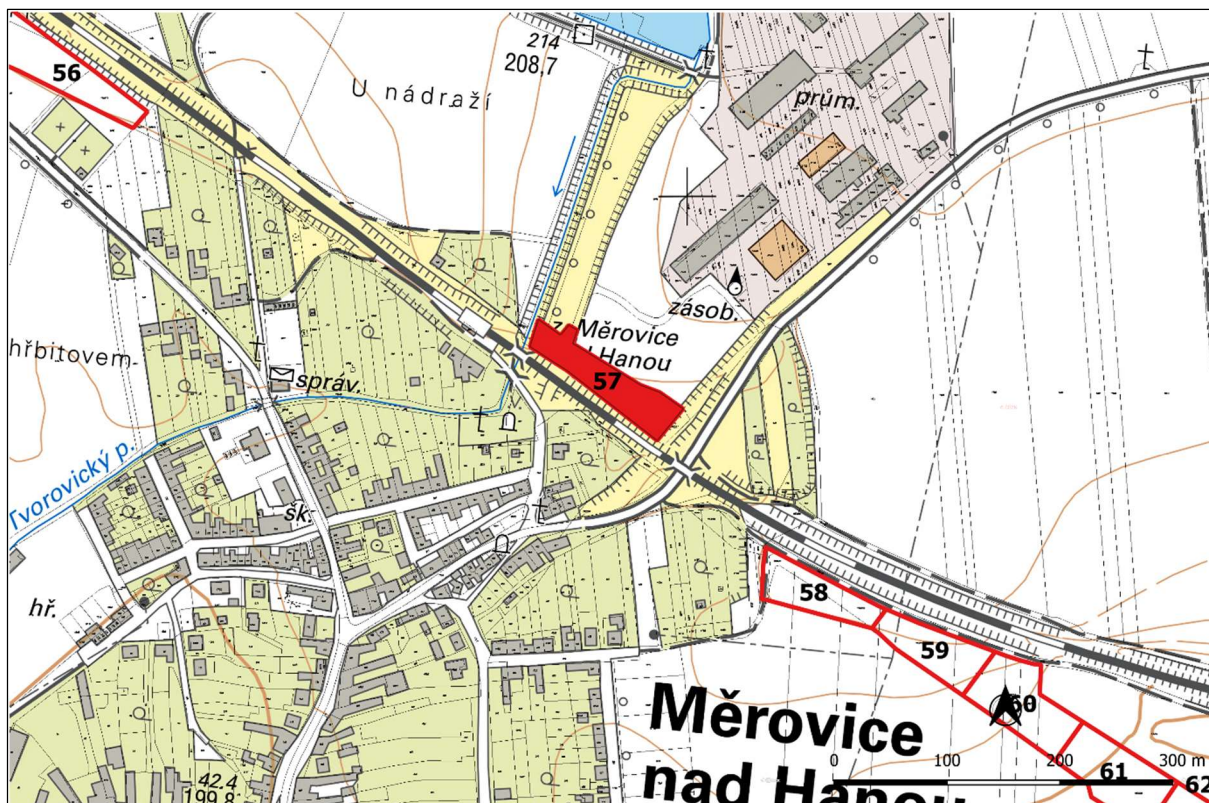 56
U nádraží
214
208,7
prům.
zásob.
Měrovice
Hanou
57
hřbitovem
správ.
Tvorovický p.
šk.
hř.
58
59
60
Měrovice
nad Hanou
0 100 200 300 m
61
62
42.4
199,8